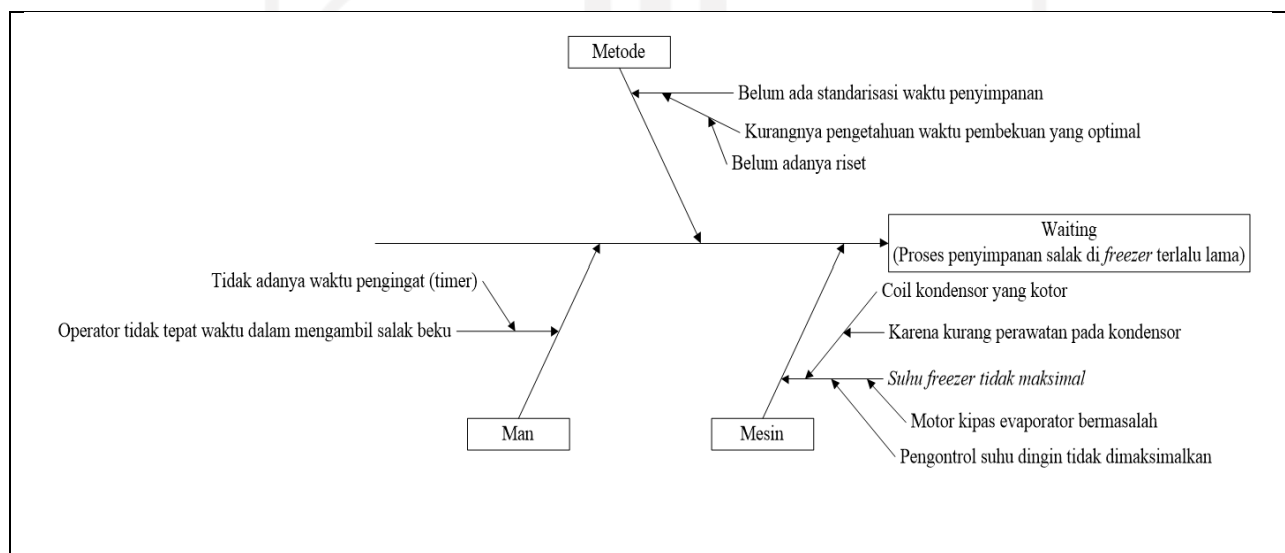 Metode
Belum ada standarisasi waktu penyimpanan
Kurangnya pengetahuan waktu pembekuan yang optimal
Belum adanya riset
Waiting
(Proses penyimpanan salak di freezer terlalu lama)
Tidak adanya waktu pengingat (timer)
Operator tidak tepat waktu dalam mengambil salak beku
Coil kondensor yang kotor
Karena kurang perawatan pada kondensor
Suhu freezer tidak maksimal
Motor kipas evaporator bermasalah
Pengontrol suhu dingin tidak dimaksimalkan
Man
Mesin